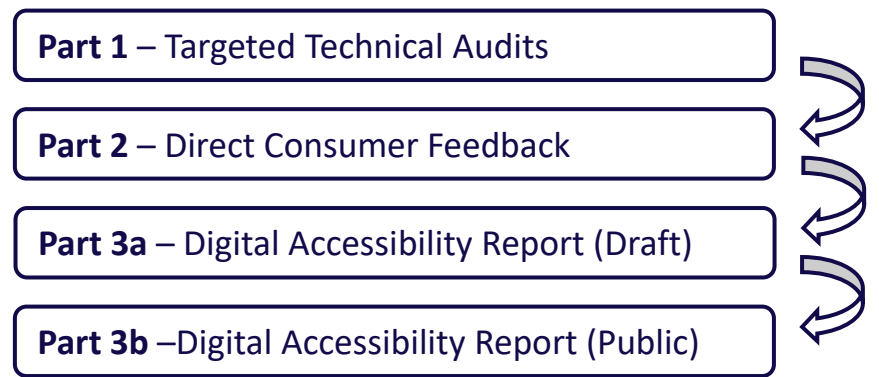 Part 1 – Targeted Technical Audits
Part 2 – Direct Consumer Feedback
Part 3a – Digital Accessibility Report (Draft)
Part 3b –Digital Accessibility Report (Public)